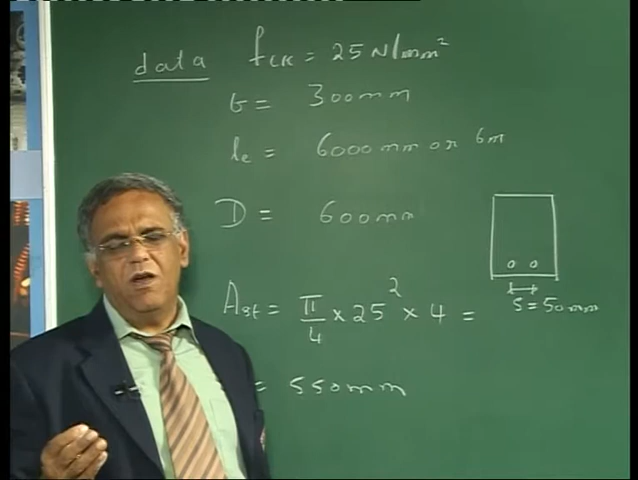 data fck = 25 N/mm²
b = 300mm
le = 6000mm or 6m
D = 600mm
Ast = π/4 × 25² × 4 =
S = 50mm
= 550mm